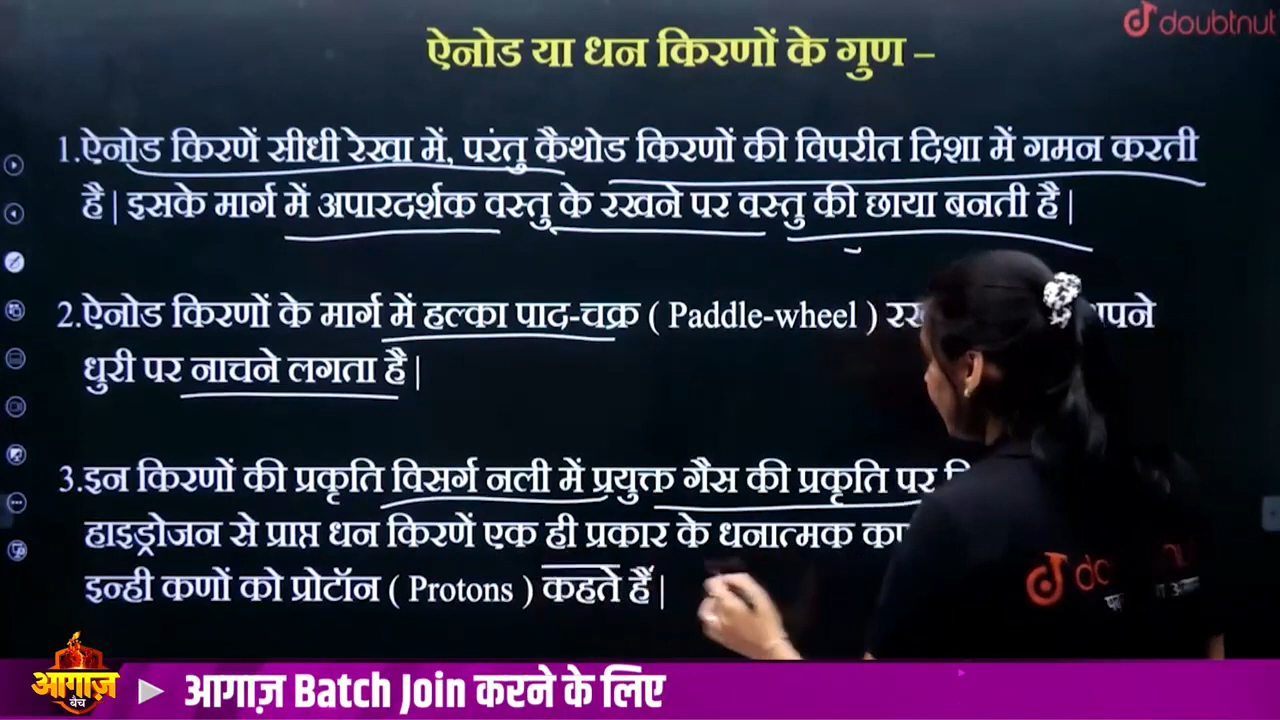 doubtnut
ऐनोड या धन किरणों के गुण –
1.ऐनोड किरणें सीधी रेखा में, परंतु कैथोड किरणों की विपरीत दिशा में गमन करती
है | इसके मार्ग में अपारदर्शक वस्तु के रखने पर वस्तु की छाया बनती है |
2.ऐनोड किरणों के मार्ग में हल्का पाद-चक्र ( Paddle-wheel )
धुरी पर नाचने लगता है |
3.इन किरणों की प्रकृति विसर्ग नली में प्रयुक्त गैस की प्रकृति पर
हाइड्रोजन से प्राप्त धन किरणें एक ही प्रकार के धनात्मक
इन्ही कणों को प्रोटॉन ( Protons ) कहते हैं |
आगाज़
बैच
आगाज़ Batch Join करने के लिए